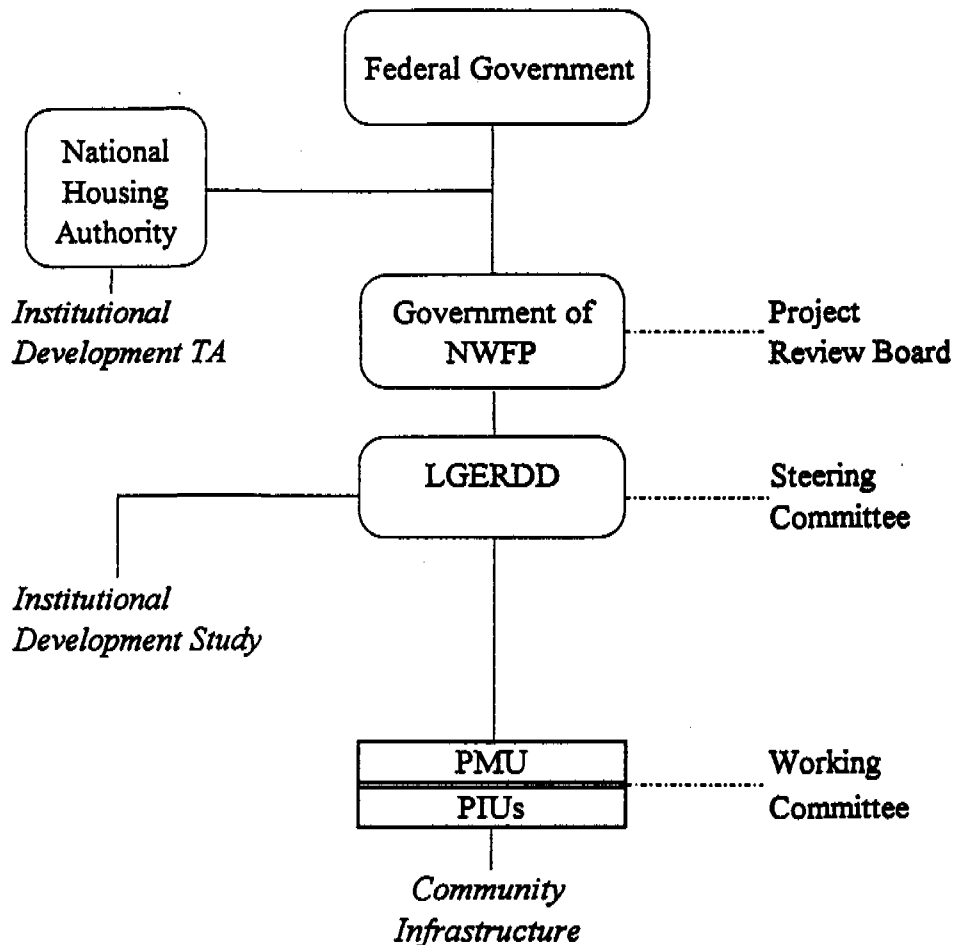 Federal Government
National
Housing
Authority
Institutional
Development TA
Government of
NWFP
Project
Review Board
LGERDD
Steering
Committee
Institutional
Development Study
PMU
PIUs
Working
Committee
Community
Infrastructure